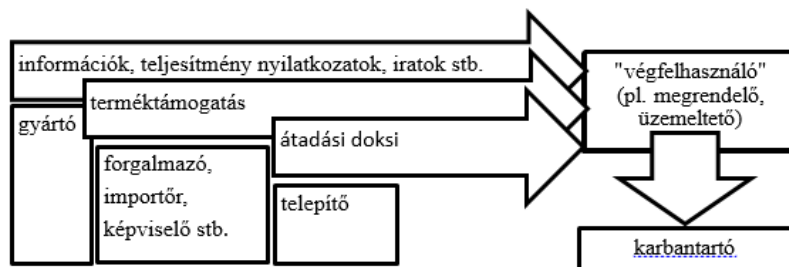 információk, teljesítmény nyilatkozatok, iratok stb.
"végfelhasználó"
(pl. megrendelő,
üzemeltető)
terméktámogatás
gyártó
átadási doksi
forgalmazó,
importőr,
képviselő stb.
telepítő
karbantartó